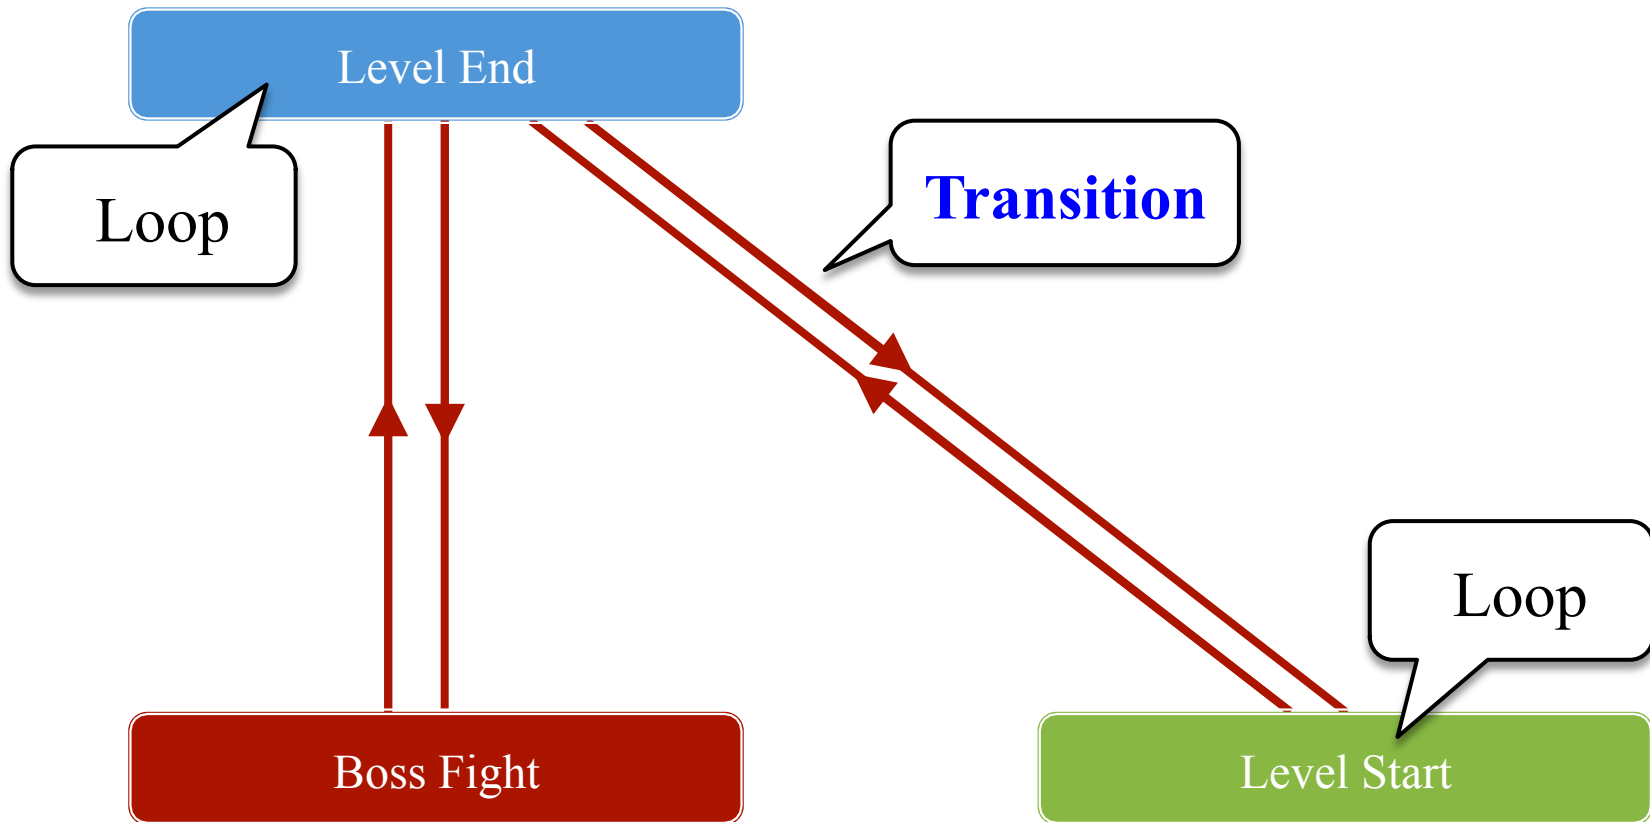 Level End
Loop
Transition
Loop
Boss Fight
Level Start